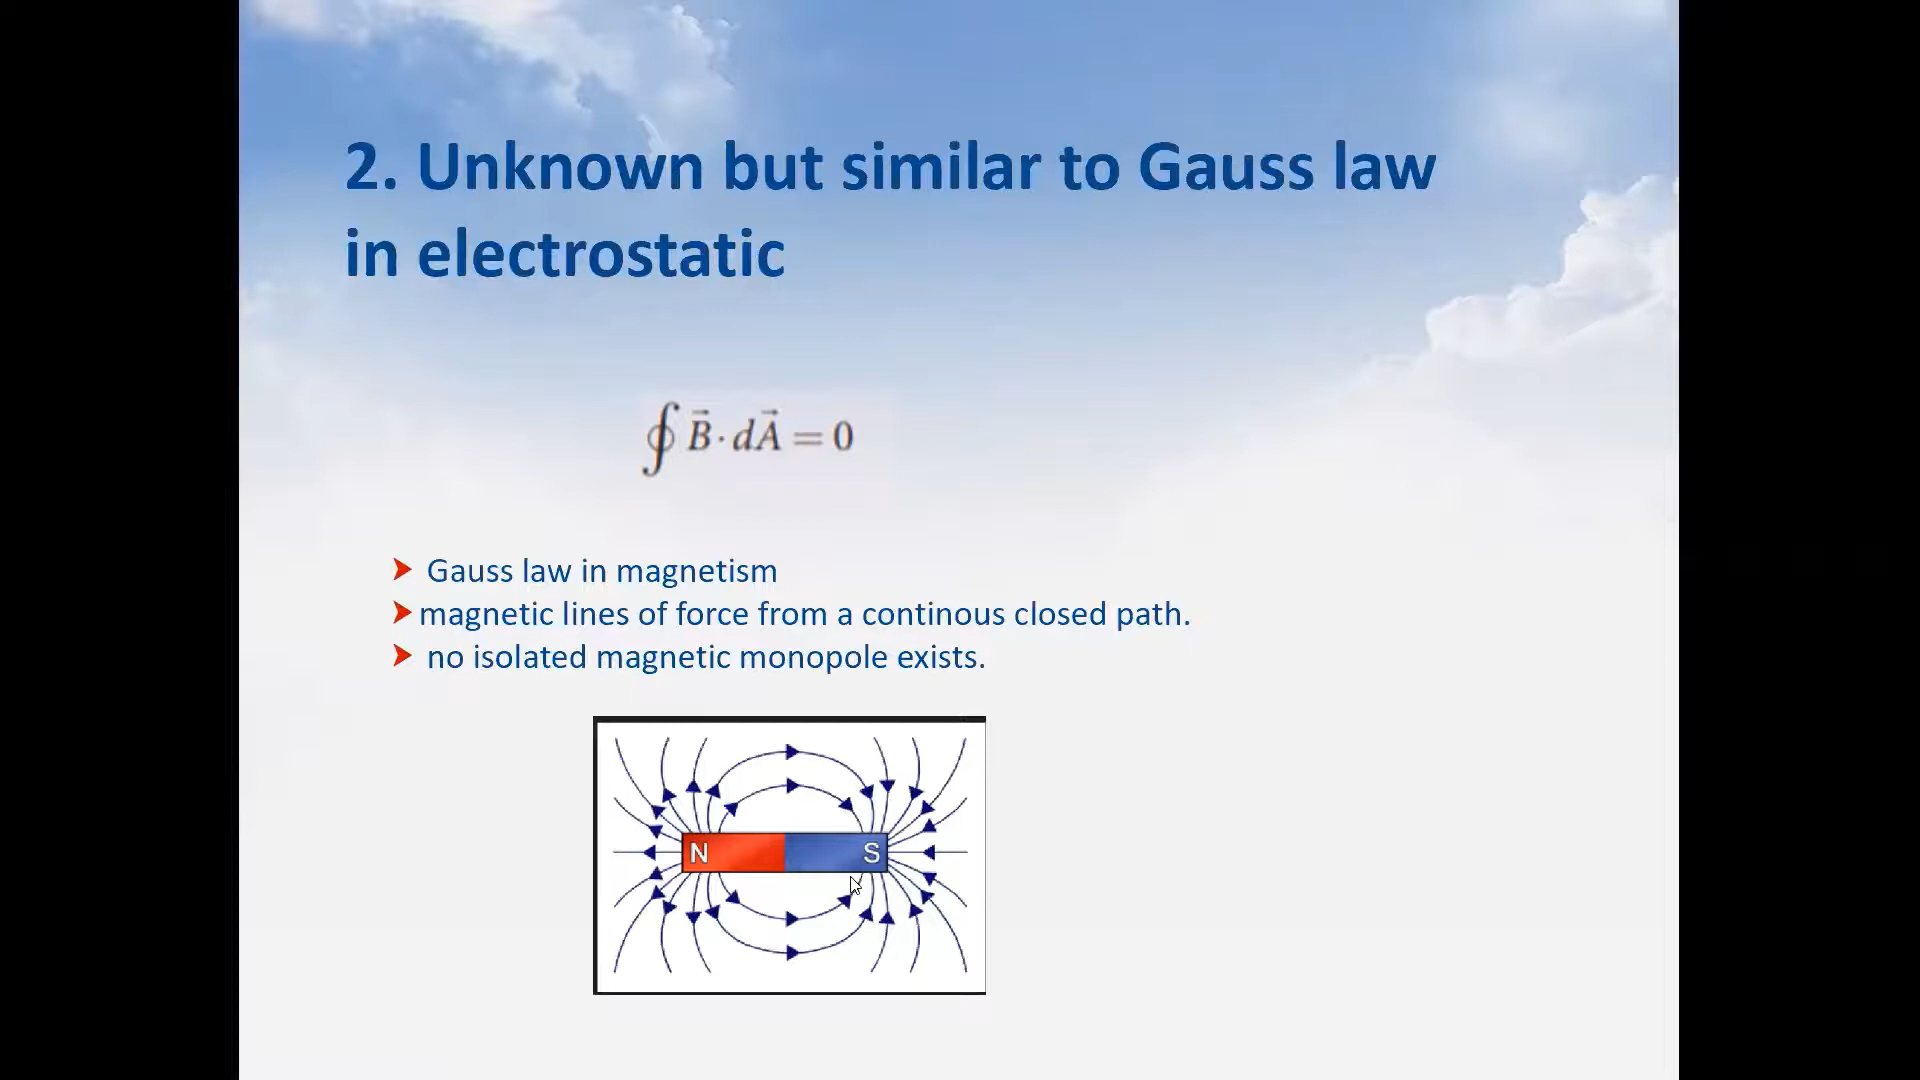 2. Unknown but similar to Gauss law
in electrostatic
∮ B⃗ · dA⃗ = 0
➤ Gauss law in magnetism
➤ magnetic lines of force from a continous closed path.
➤ no isolated magnetic monopole exists.
N S